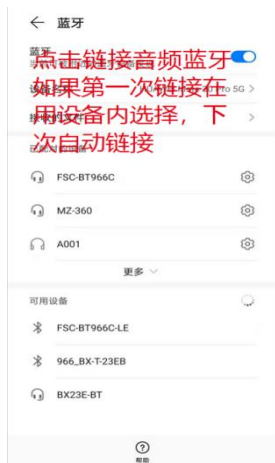 蓝牙
点击链接音频蓝牙
如果第一次链接在
用设备内选择，下
次自动链接
Pro 5G >
FSC-BT966C
MZ-360
A001
更多
可用设备
FSC-BT966C-LE
966_BX-T-23EB
BX23E-BT
帮助